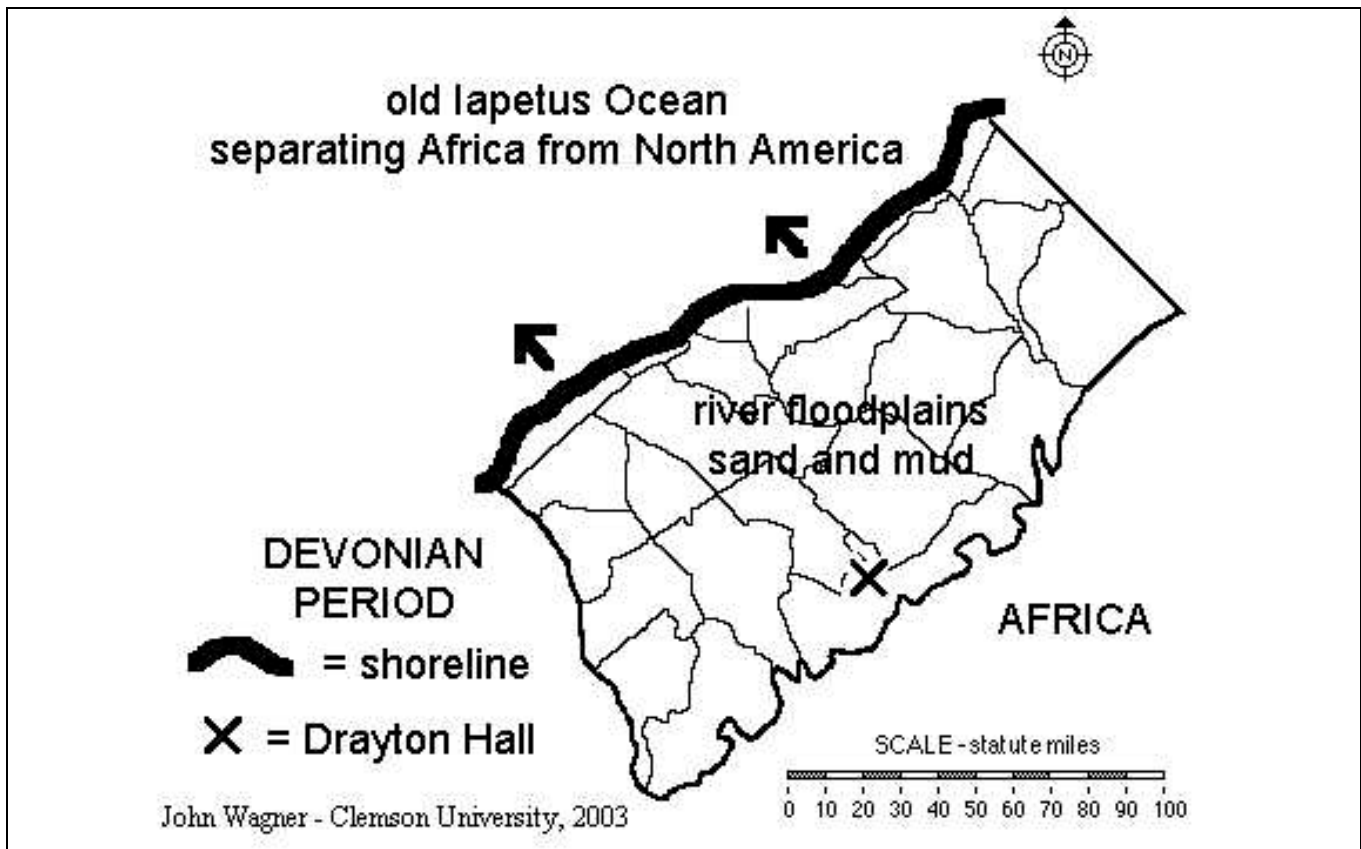 N
old Iapetus Ocean
separating Africa from North America
river floodplains
sand and mud
DEVONIAN
PERIOD
= shoreline
= Drayton Hall
AFRICA
SCALE - statute miles
0 10 20 30 40 50 60 70 80 90 100
John Wagner - Clemson University, 2003